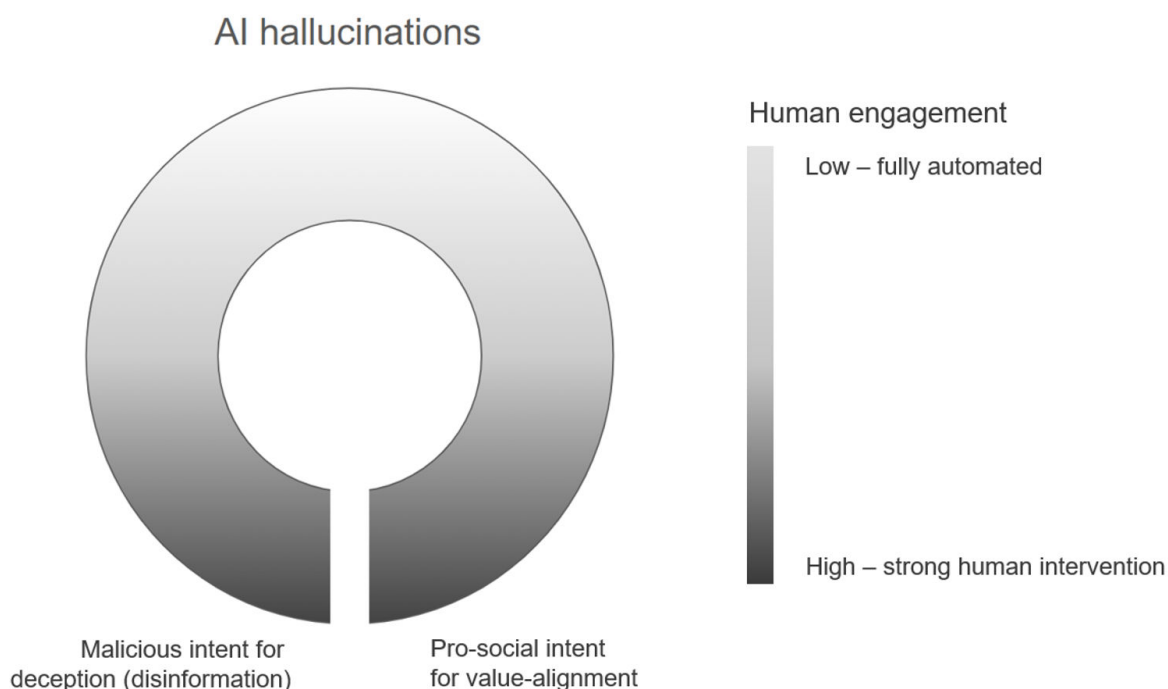 AI hallucinations
Human engagement
Low – fully automated
High – strong human intervention
Malicious intent for
deception (disinformation)
Pro-social intent
for value-alignment